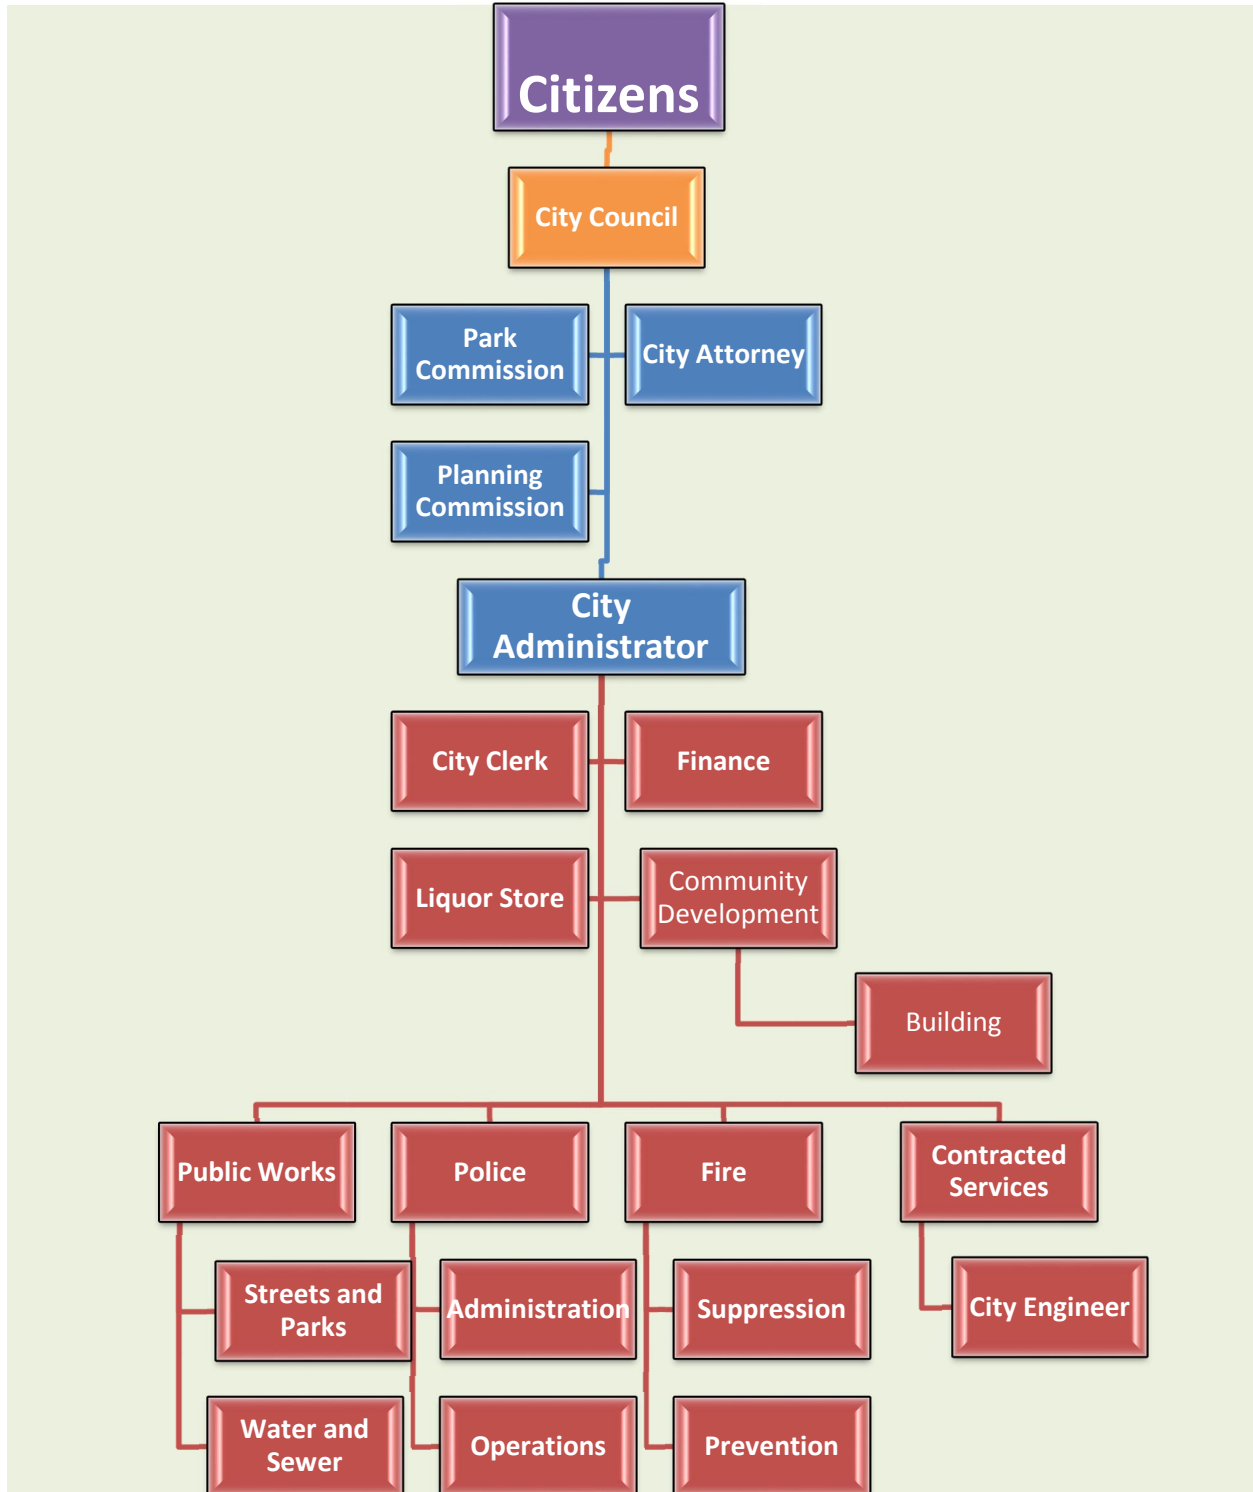 Citizens
City Council
Park
Commission
City Attorney
Planning
Commission
City
Administrator
City Clerk
Finance
Liquor Store
Community
Development
Building
Public Works
Police
Fire
Contracted
Services
Streets and
Parks
Administration
Suppression
City Engineer
Water and
Sewer
Operations
Prevention